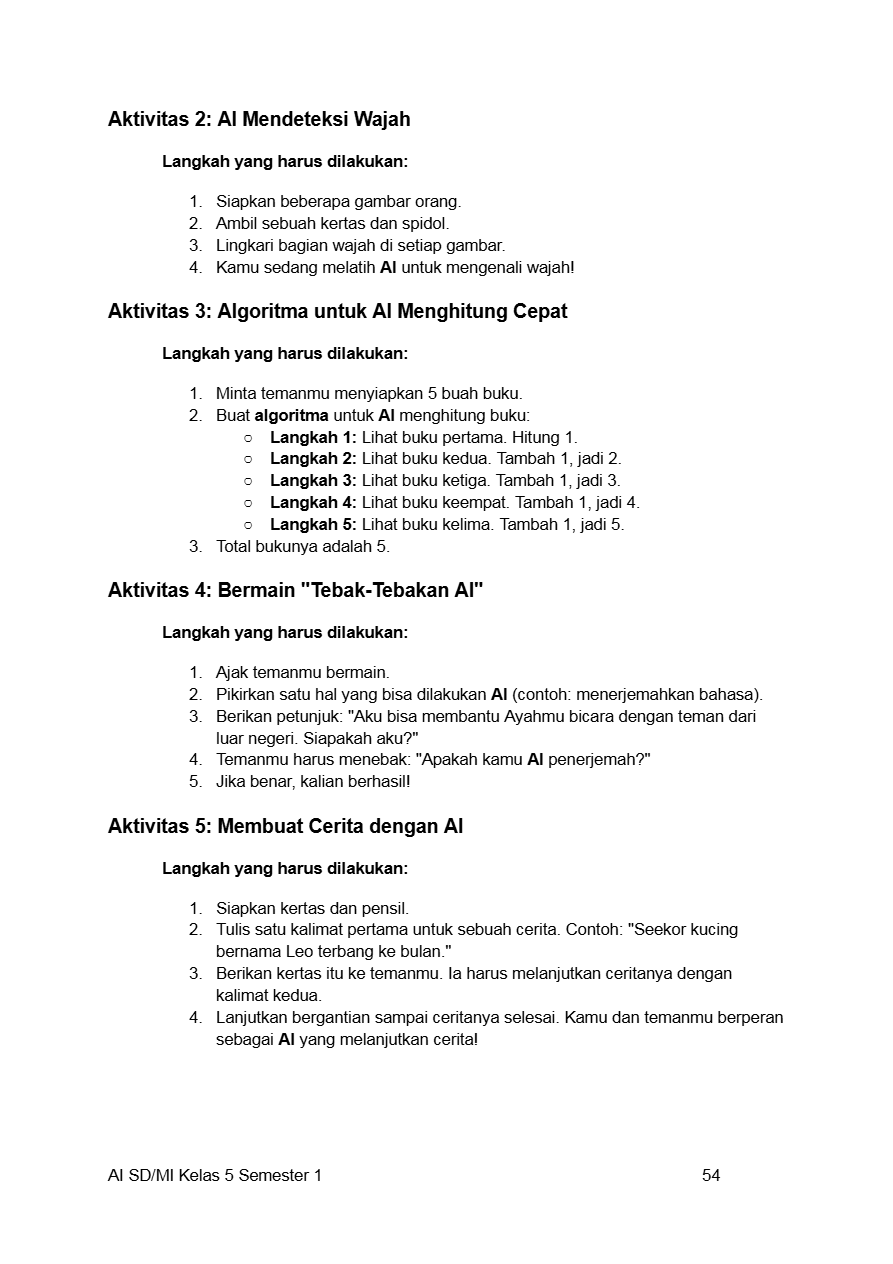 Aktivitas 2: AI Mendeteksi Wajah
Langkah yang harus dilakukan:
1. Siapkan beberapa gambar orang.
2. Ambil sebuah kertas dan spidol.
3. Lingkari bagian wajah di setiap gambar.
4. Kamu sedang melatih AI untuk mengenali wajah!
Aktivitas 3: Algoritma untuk AI Menghitung Cepat
Langkah yang harus dilakukan:
1. Minta temanmu menyiapkan 5 buah buku.
2. Buat algoritma untuk AI menghitung buku:
○ Langkah 1: Lihat buku pertama. Hitung 1.
○ Langkah 2: Lihat buku kedua. Tambah 1, jadi 2.
○ Langkah 3: Lihat buku ketiga. Tambah 1, jadi 3.
○ Langkah 4: Lihat buku keempat. Tambah 1, jadi 4.
○ Langkah 5: Lihat buku kelima. Tambah 1, jadi 5.
3. Total bukunya adalah 5.
Aktivitas 4: Bermain "Tebak-Tebakan AI"
Langkah yang harus dilakukan:
1. Ajak temanmu bermain.
2. Pikirkan satu hal yang bisa dilakukan AI (contoh: menerjemahkan bahasa).
3. Berikan petunjuk: "Aku bisa membantu Ayahmu bicara dengan teman dari
luar negeri. Siapakah aku?"
4. Temanmu harus menebak: "Apakah kamu AI penerjemah?"
5. Jika benar, kalian berhasil!
Aktivitas 5: Membuat Cerita dengan AI
Langkah yang harus dilakukan:
1. Siapkan kertas dan pensil.
2. Tulis satu kalimat pertama untuk sebuah cerita. Contoh: "Seekor kucing
bernama Leo terbang ke bulan."
3. Berikan kertas itu ke temanmu. Ia harus melanjutkan ceritanya dengan
kalimat kedua.
4. Lanjutkan bergantian sampai ceritanya selesai. Kamu dan temanmu berperan
sebagai AI yang melanjutkan cerita!
AI SD/MI Kelas 5 Semester 1 54